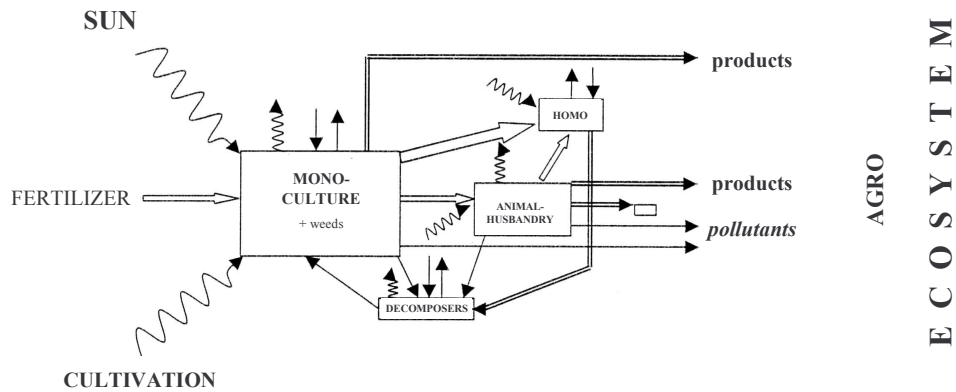 SUN
products
HOMO
MONO-
CULTURE
+ weeds
FERTILIZER
ANIMAL-
HUSBANDRY
products
pollutants
DECOMPOSERS
CULTIVATION
AGRO
ECOSYSTEM